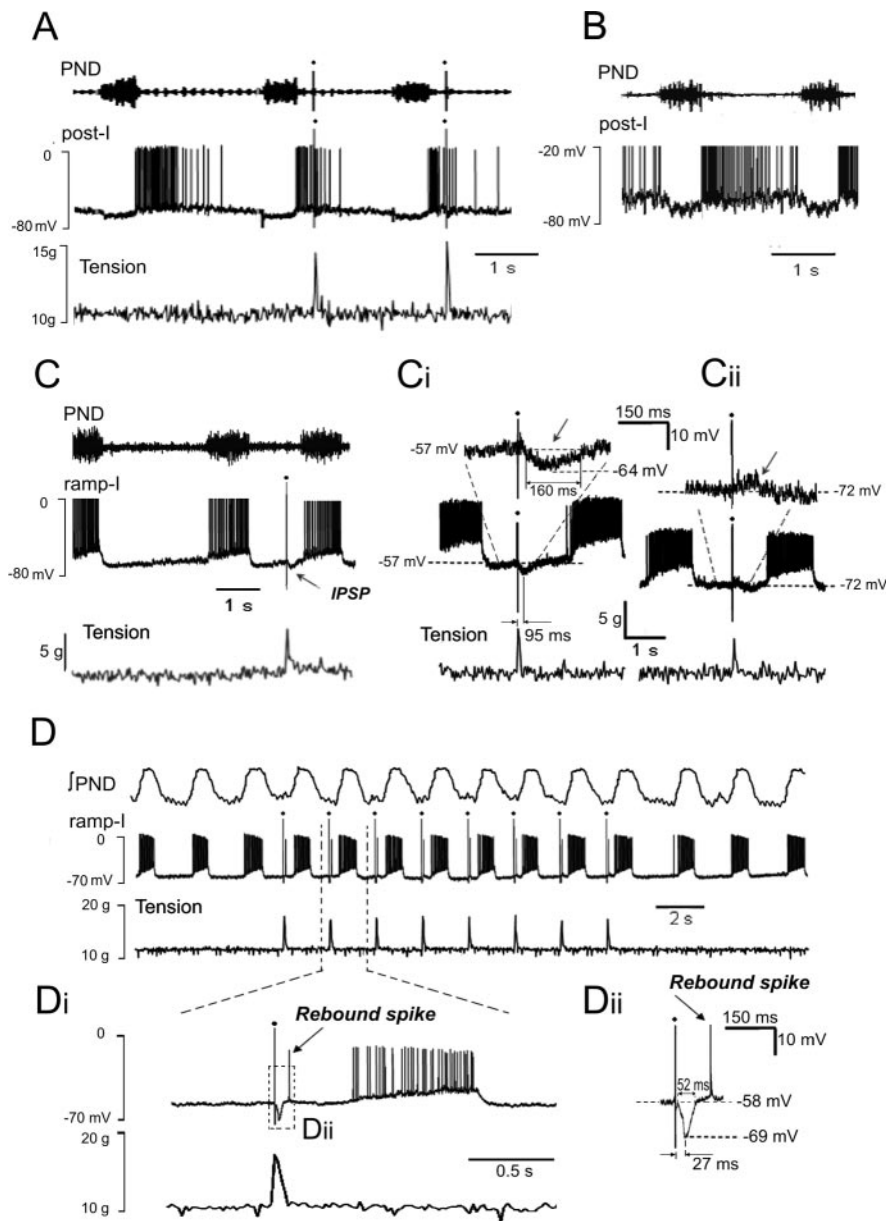 A
PND
post-I
0
-80 mV
15g
Tension
10g
1 s
B
PND
post-I
-20 mV
-80 mV
1 s
C
PND
ramp-I
0
-80 mV
1 s
IPSP
Tension
5 g
Ci
150 ms
10 mV
-57 mV
-64 mV
160 ms
-57 mV
95 ms
Tension
5 g
1 s
Cii
-72 mV
-72 mV
D
∫PND
ramp-I
0
-70 mV
Tension
20 g
10 g
2 s
Di
Rebound spike
0
-70 mV
Dii
20 g
10 g
0.5 s
Dii
Rebound spike
150 ms
10 mV
52 ms
-58 mV
-69 mV
27 ms